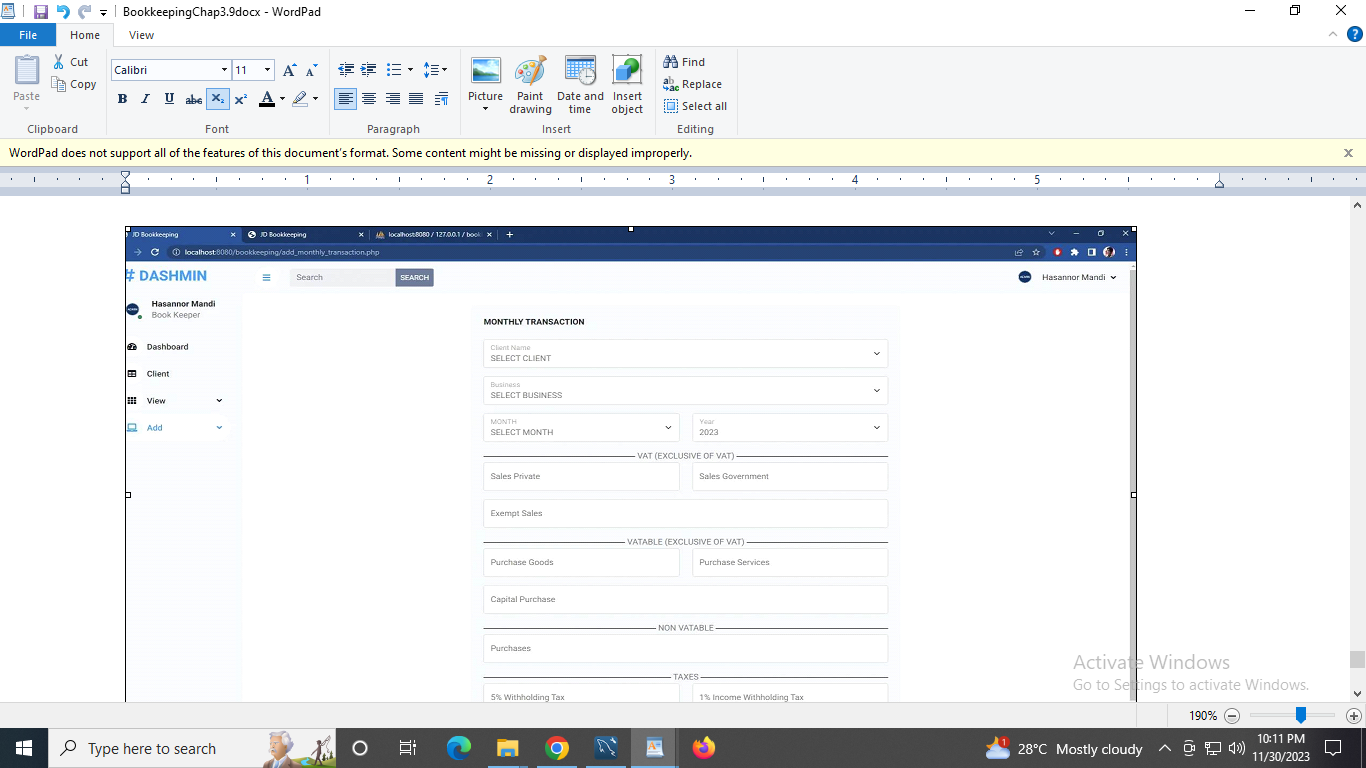 BookkeepingChap3.9docx - WordPad
File Home View
Paste
Cut
Copy
Clipboard
Calibri 11
B I U abc X₂ X² A
Font
Paragraph
Picture
Paint drawing
Date and time
Insert object
Insert
Find
Replace
Select all
Editing
WordPad does not support all of the features of this document's format. Some content might be missing or displayed improperly.
1 2 3 4 5
JD Bookkeeping JD Bookkeeping localhost:8080 / 127.0.0.1 / book
localhost:8080/bookkeeping/add_monthly_transaction.php
# DASHMIN Search SEARCH Hasannor Mandi
Hasannor Mandi
Book Keeper
Dashboard
Client
View
Add
MONTHLY TRANSACTION
Client Name
SELECT CLIENT
Business
SELECT BUSINESS
MONTH
SELECT MONTH
Year
2023
VAT (EXCLUSIVE OF VAT)
Sales Private Sales Government
Exempt Sales
VATABLE (EXCLUSIVE OF VAT)
Purchase Goods Purchase Services
Capital Purchase
NON VATABLE
Purchases
TAXES
5% Withholding Tax 1% Income Withholding Tax
Activate Windows
Go to Settings to activate Windows.
190%
Type here to search
1
28°C Mostly cloudy
10:11 PM
11/30/2023